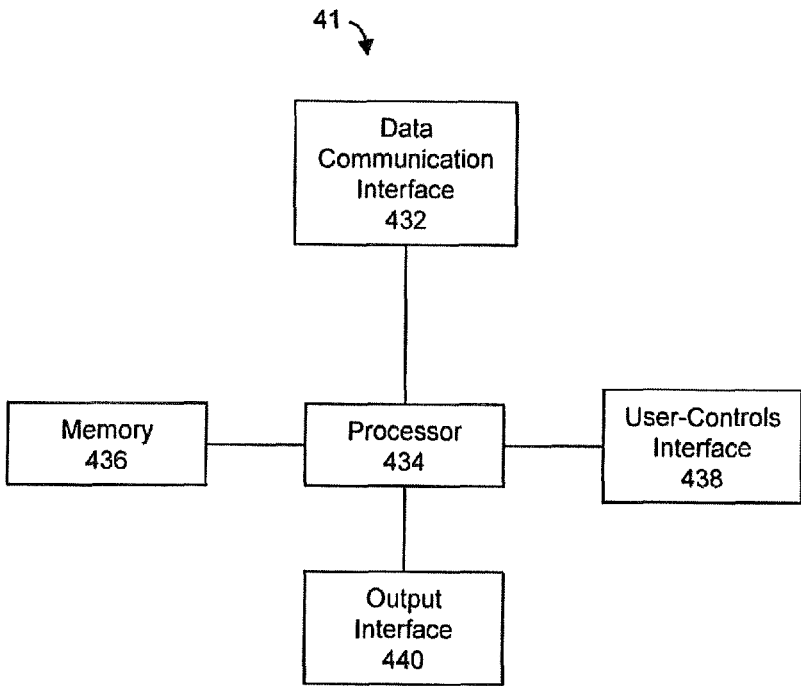 41
Data
Communication
Interface
432
Memory
436
Processor
434
User-Controls
Interface
438
Output
Interface
440